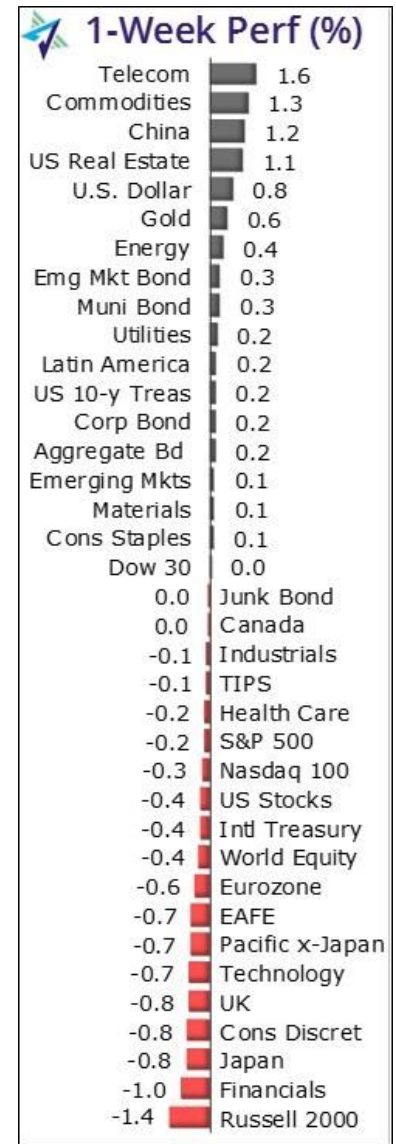 1-Week Perf (%)
Telecom 1.6
Commodities 1.3
China 1.2
US Real Estate 1.1
U.S. Dollar 0.8
Gold 0.6
Energy 0.4
Emg Mkt Bond 0.3
Muni Bond 0.3
Utilities 0.2
Latin America 0.2
US 10-y Treas 0.2
Corp Bond 0.2
Aggregate Bd 0.2
Emerging Mkts 0.1
Materials 0.1
Cons Staples 0.1
Dow 30 0.0
0.0 Junk Bond
0.0 Canada
-0.1 Industrials
-0.1 TIPS
-0.2 Health Care
-0.2 S&P 500
-0.3 Nasdaq 100
-0.4 US Stocks
-0.4 Intl Treasury
-0.4 World Equity
-0.6 Eurozone
-0.7 EAFE
-0.7 Pacific x-Japan
-0.7 Technology
-0.8 UK
-0.8 Cons Discret
-0.8 Japan
-1.0 Financials
-1.4 Russell 2000